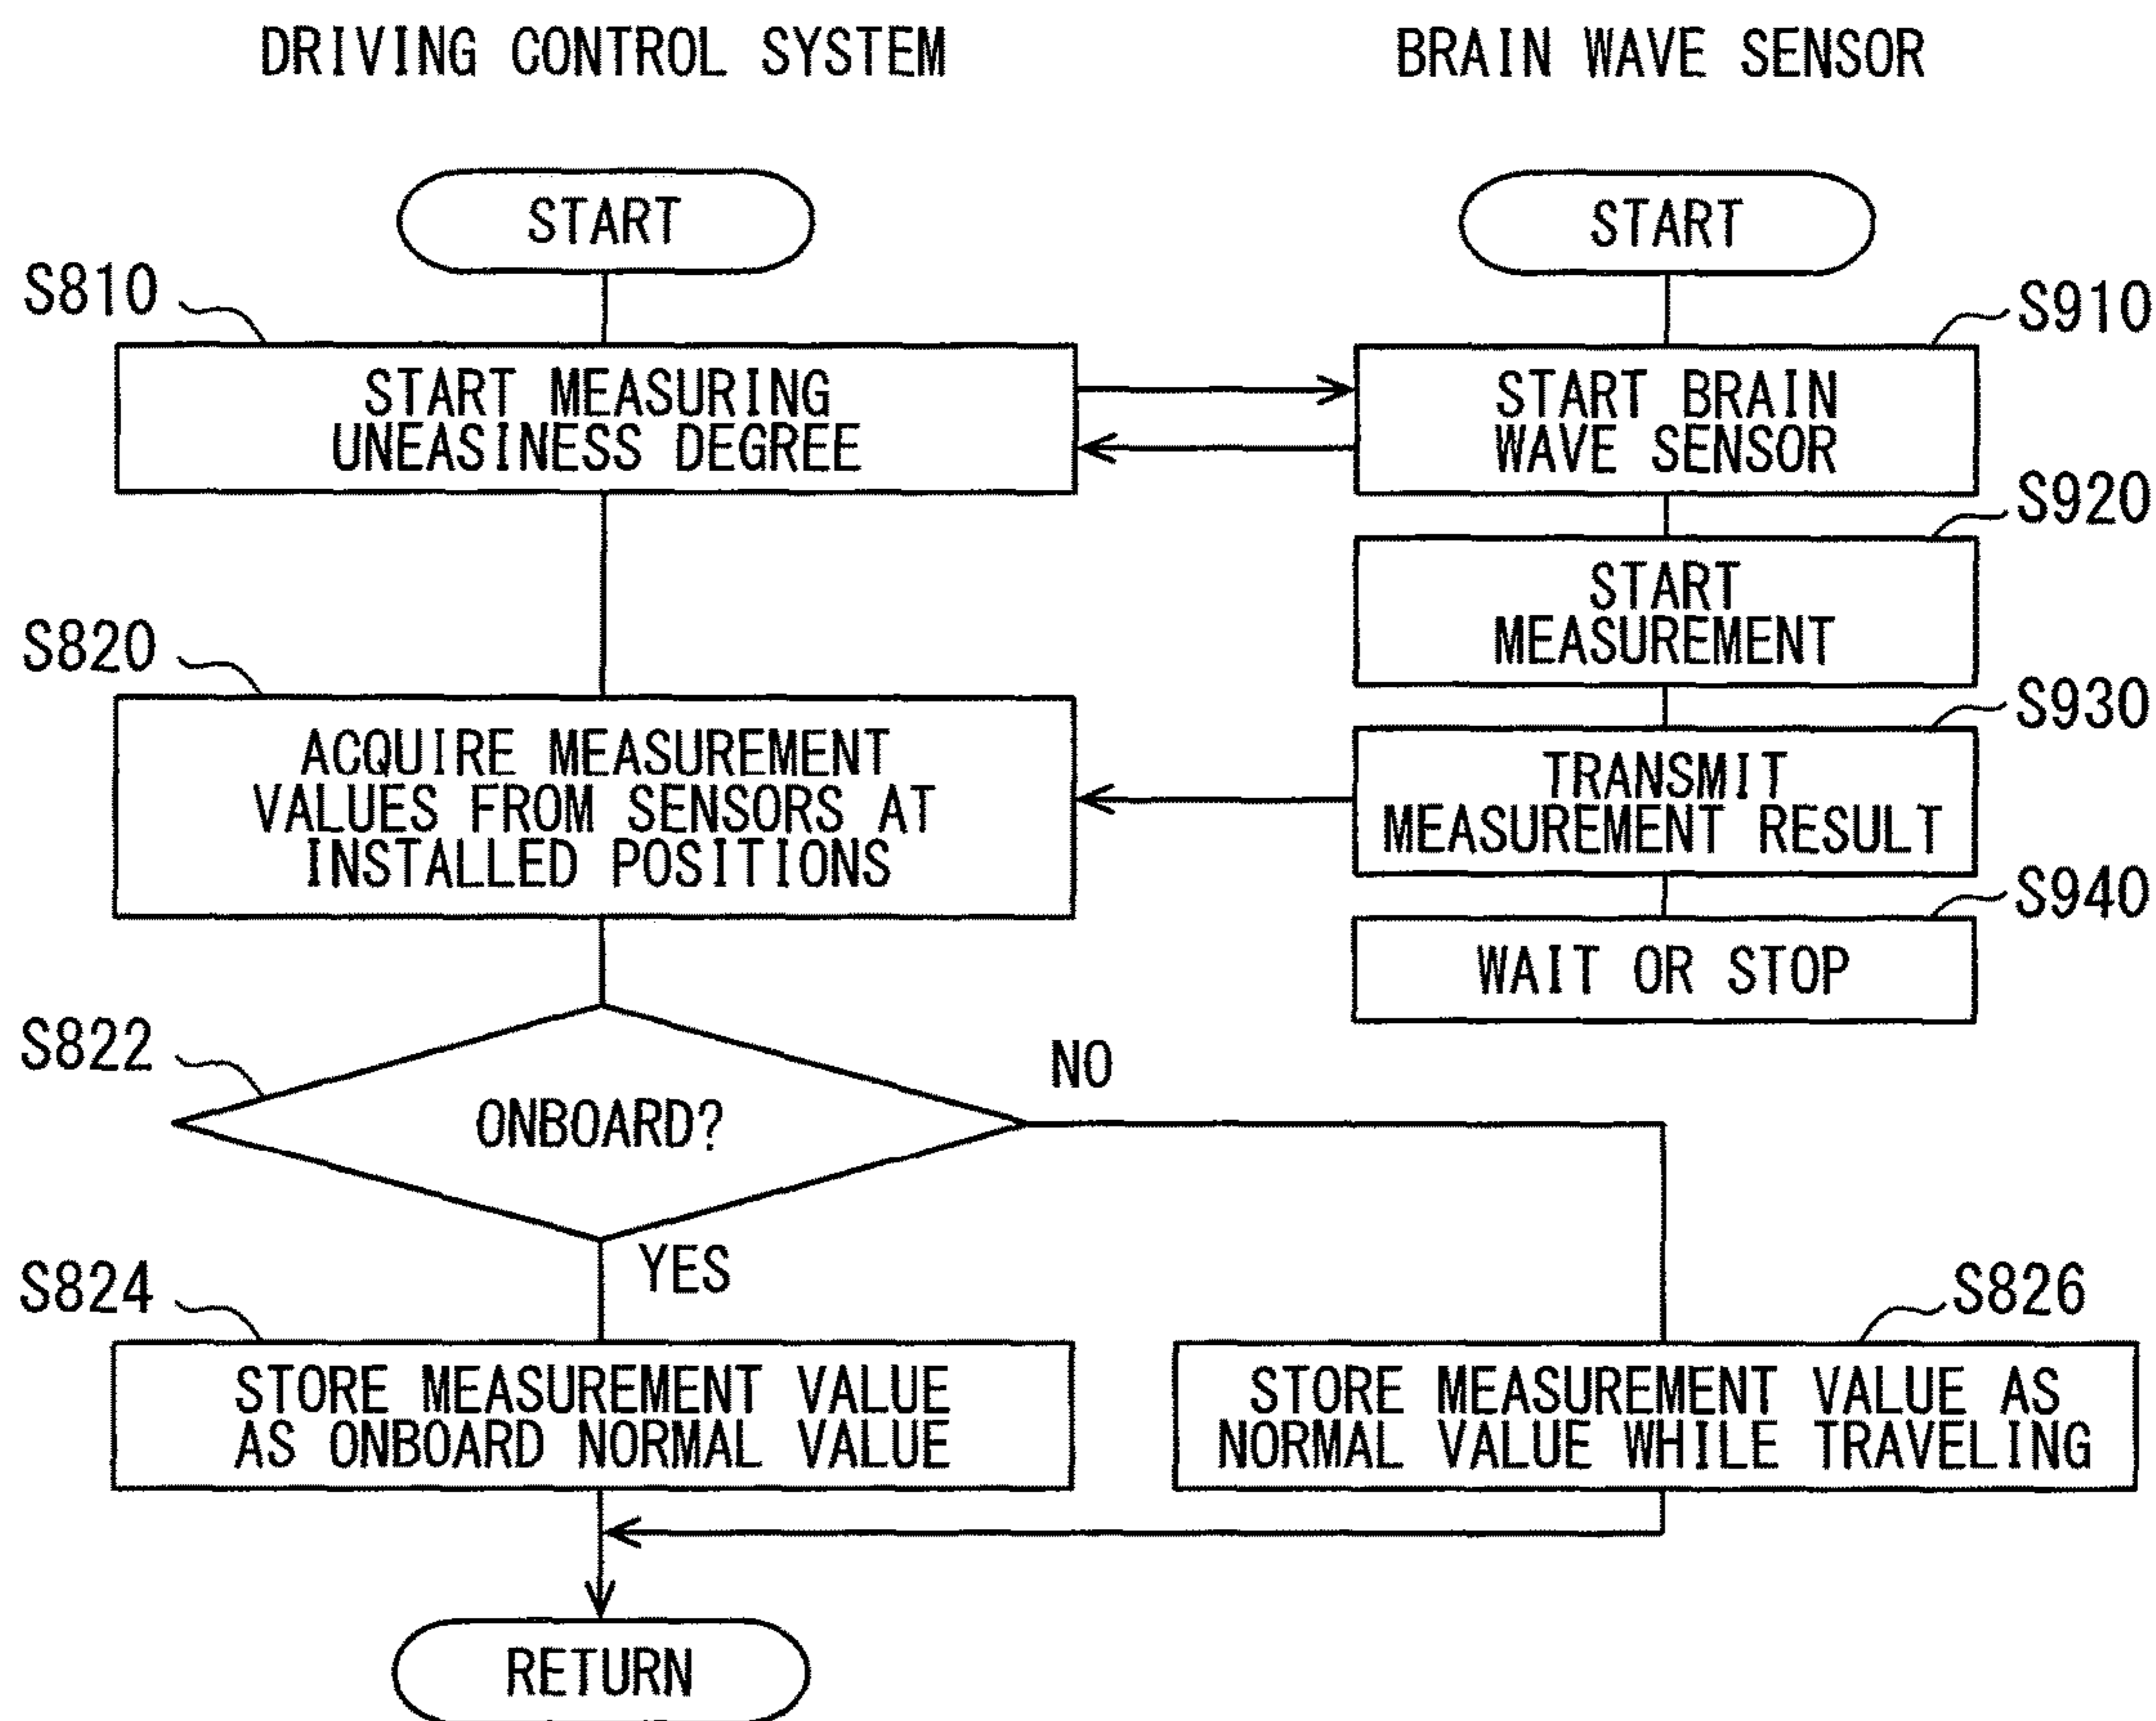 DRIVING CONTROL SYSTEM
BRAIN WAVE SENSOR
START
START
S810
START MEASURING
UNEASINESS DEGREE
S910
START BRAIN
WAVE SENSOR
S920
START
MEASUREMENT
S820
ACQUIRE MEASUREMENT
VALUES FROM SENSORS AT
INSTALLED POSITIONS
S930
TRANSMIT
MEASUREMENT RESULT
S940
WAIT OR STOP
S822
ONBOARD?
NO
YES
S824
STORE MEASUREMENT VALUE
AS ONBOARD NORMAL VALUE
S826
STORE MEASUREMENT VALUE AS
NORMAL VALUE WHILE TRAVELING
RETURN